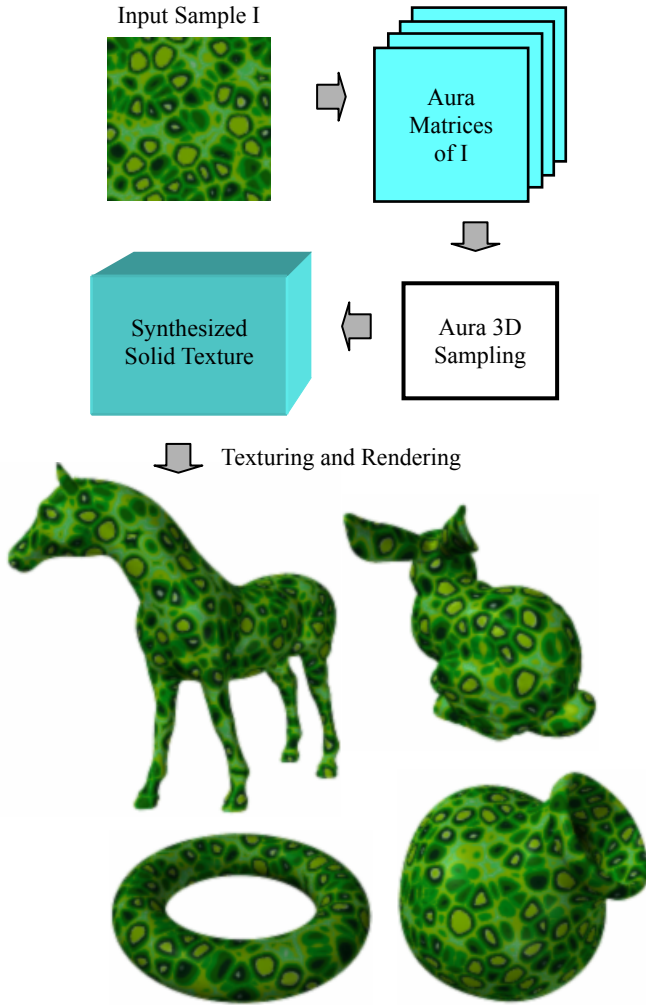 Input Sample I
Aura
Matrices
of I
Synthesized
Solid Texture
Aura 3D
Sampling
Texturing and Rendering